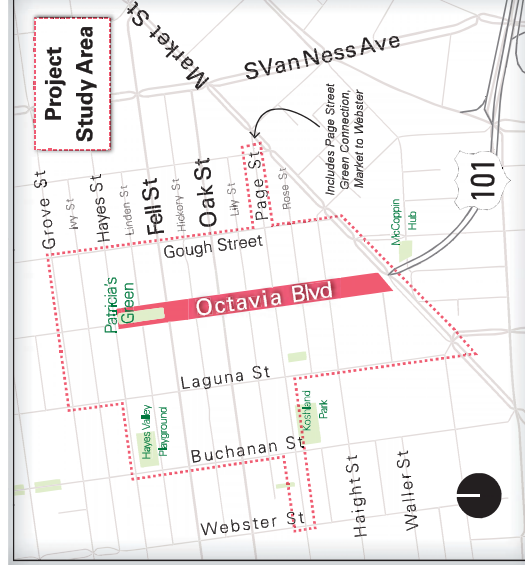 Project
Study Area
Market St
S Van Ness Ave
Includes Page Street
Green Connection,
Market to Webster
101
Grove St
Ivy St
Hayes St
Linden St
Fell St
Hickory St
Oak St
Lily St
Page St
Rose St
McCoppin
Hub
Gough Street
Patricia's
Green
Octavia Blvd
Laguna St
Hayes Valley
Playground
Koshland
Park
Buchanan St
Webster St
Haight St
Waller St